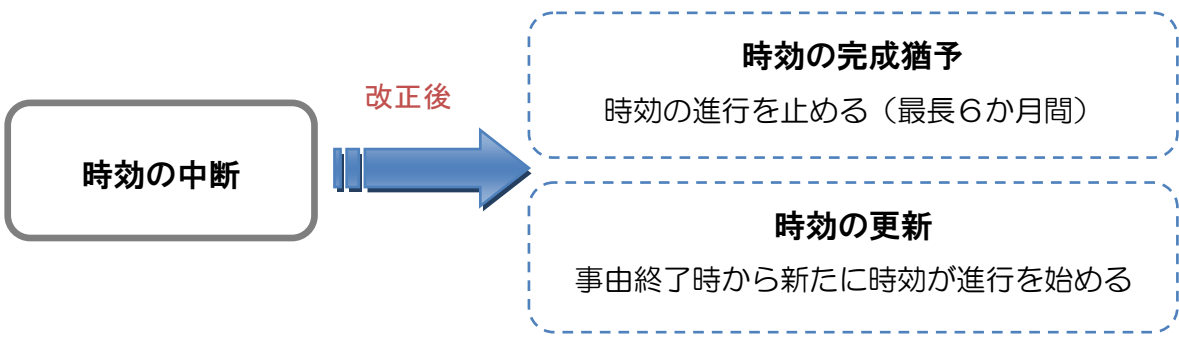 時効の中断
改正後
時効の完成猶予
時効の進行を止める（最長６か月間）
時効の更新
事由終了時から新たに時効が進行を始める